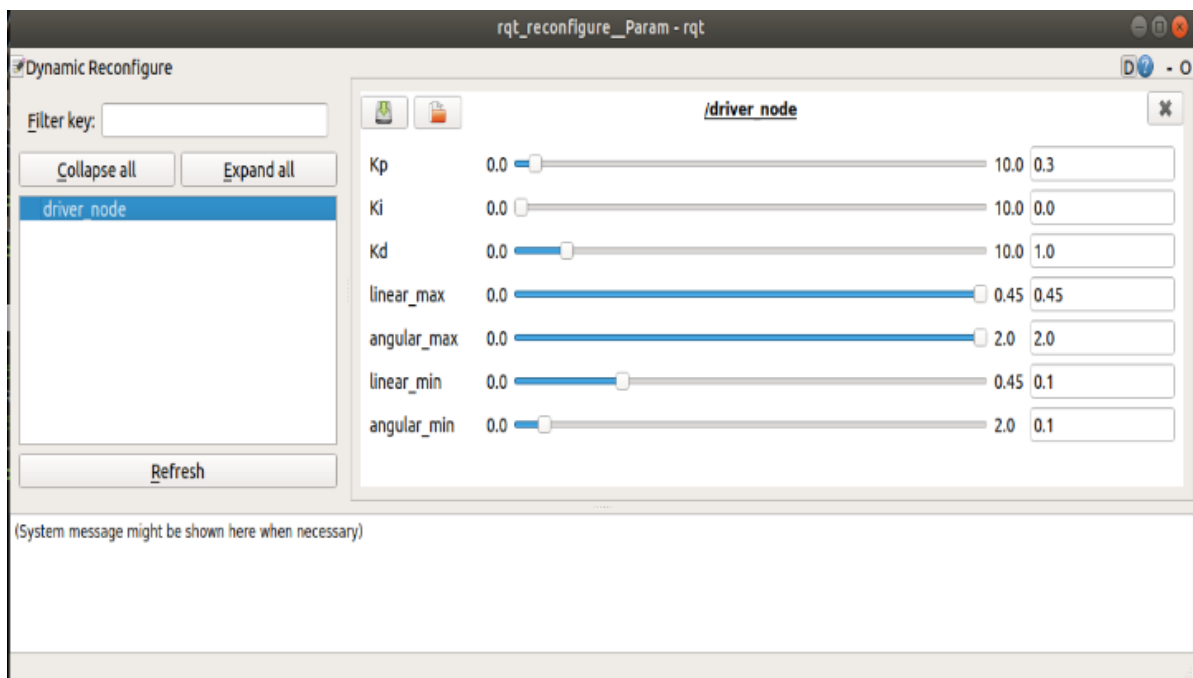 rqt_reconfigure__Param - rqt
Dynamic Reconfigure
D ? - O
Filter key:
Collapse all Expand all
driver_node
Refresh
/driver_node
Kp 0.0 10.0 0.3
Ki 0.0 10.0 0.0
Kd 0.0 10.0 1.0
linear_max 0.0 0.45 0.45
angular_max 0.0 2.0 2.0
linear_min 0.0 0.45 0.1
angular_min 0.0 2.0 0.1
(System message might be shown here when necessary)